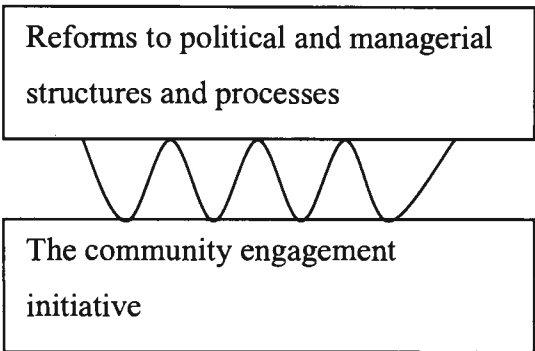 Reforms to political and managerial
structures and processes
The community engagement
initiative